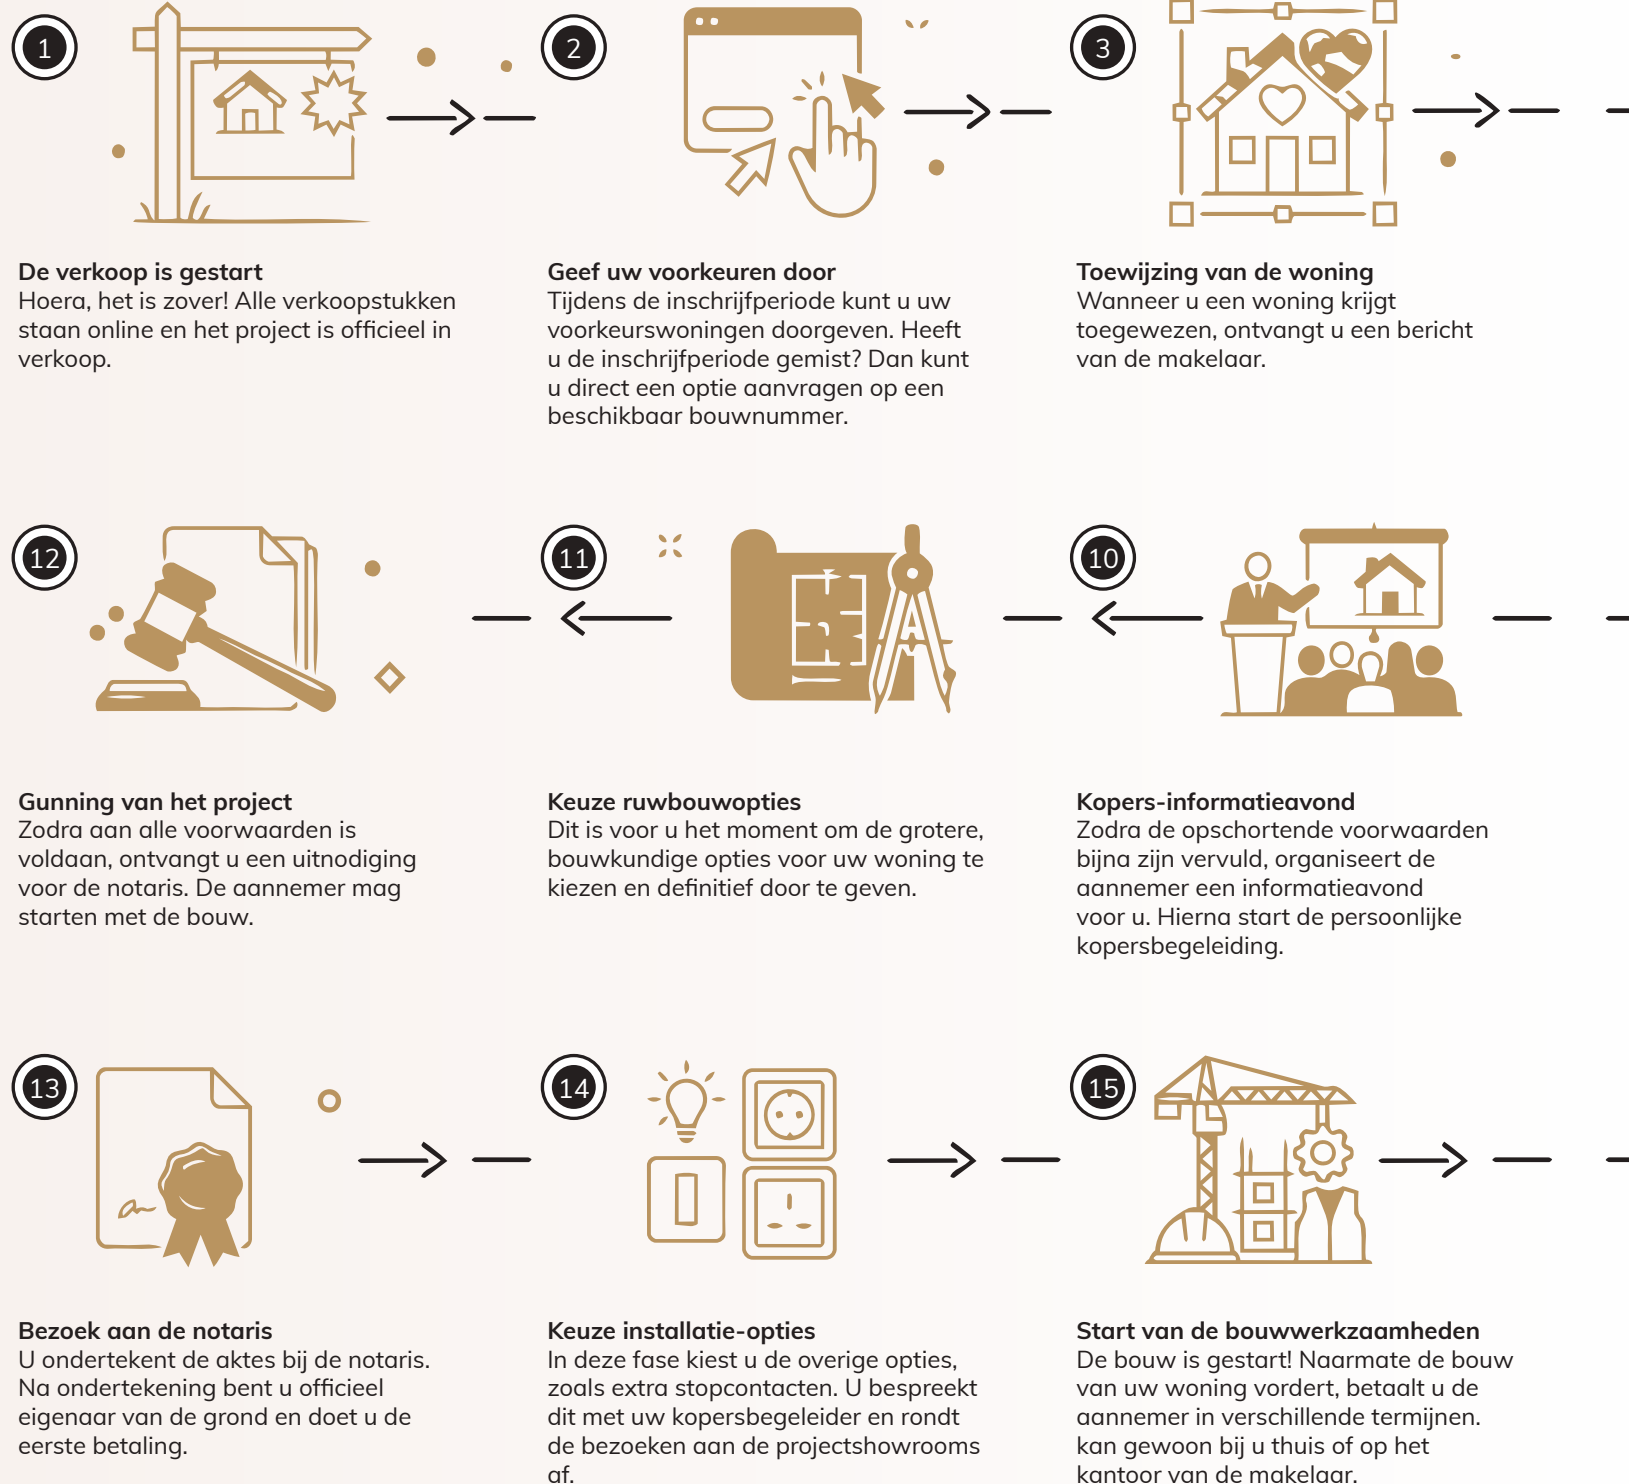 1
De verkoop is gestart
Hoera, het is zover! Alle verkoopstukken
staan online en het project is officieel in
verkoop.
2
Geef uw voorkeuren door
Tijdens de inschrijfperiode kunt u uw
voorkeurswoningen doorgeven. Heeft
u de inschrijfperiode gemist? Dan kunt
u direct een optie aanvragen op een
beschikbaar bouwnummer.
3
Toewijzing van de woning
Wanneer u een woning krijgt
toegewezen, ontvangt u een bericht
van de makelaar.
12
Gunning van het project
Zodra aan alle voorwaarden is
voldaan, ontvangt u een uitnodiging
voor de notaris. De aannemer mag
starten met de bouw.
11
Keuze ruwbouwopties
Dit is voor u het moment om de grotere,
bouwkundige opties voor uw woning te
kiezen en definitief door te geven.
10
Kopers-informatieavond
Zodra de opschortende voorwaarden
bijna zijn vervuld, organiseert de
aannemer een informatieavond
voor u. Hierna start de persoonlijke
kopersbegeleiding.
13
Bezoek aan de notaris
U ondertekent de aktes bij de notaris.
Na ondertekening bent u officieel
eigenaar van de grond en doet u de
eerste betaling.
14
Keuze installatie-opties
In deze fase kiest u de overige opties,
zoals extra stopcontacten. U bespreekt
dit met uw kopersbegeleider en rondt
de bezoeken aan de projectshowrooms
af.
15
Start van de bouwwerkzaamheden
De bouw is gestart! Naarmate de bouw
van uw woning vordert, betaalt u de
aannemer in verschillende termijnen.
kan gewoon bij u thuis of op het
kantoor van de makelaar.